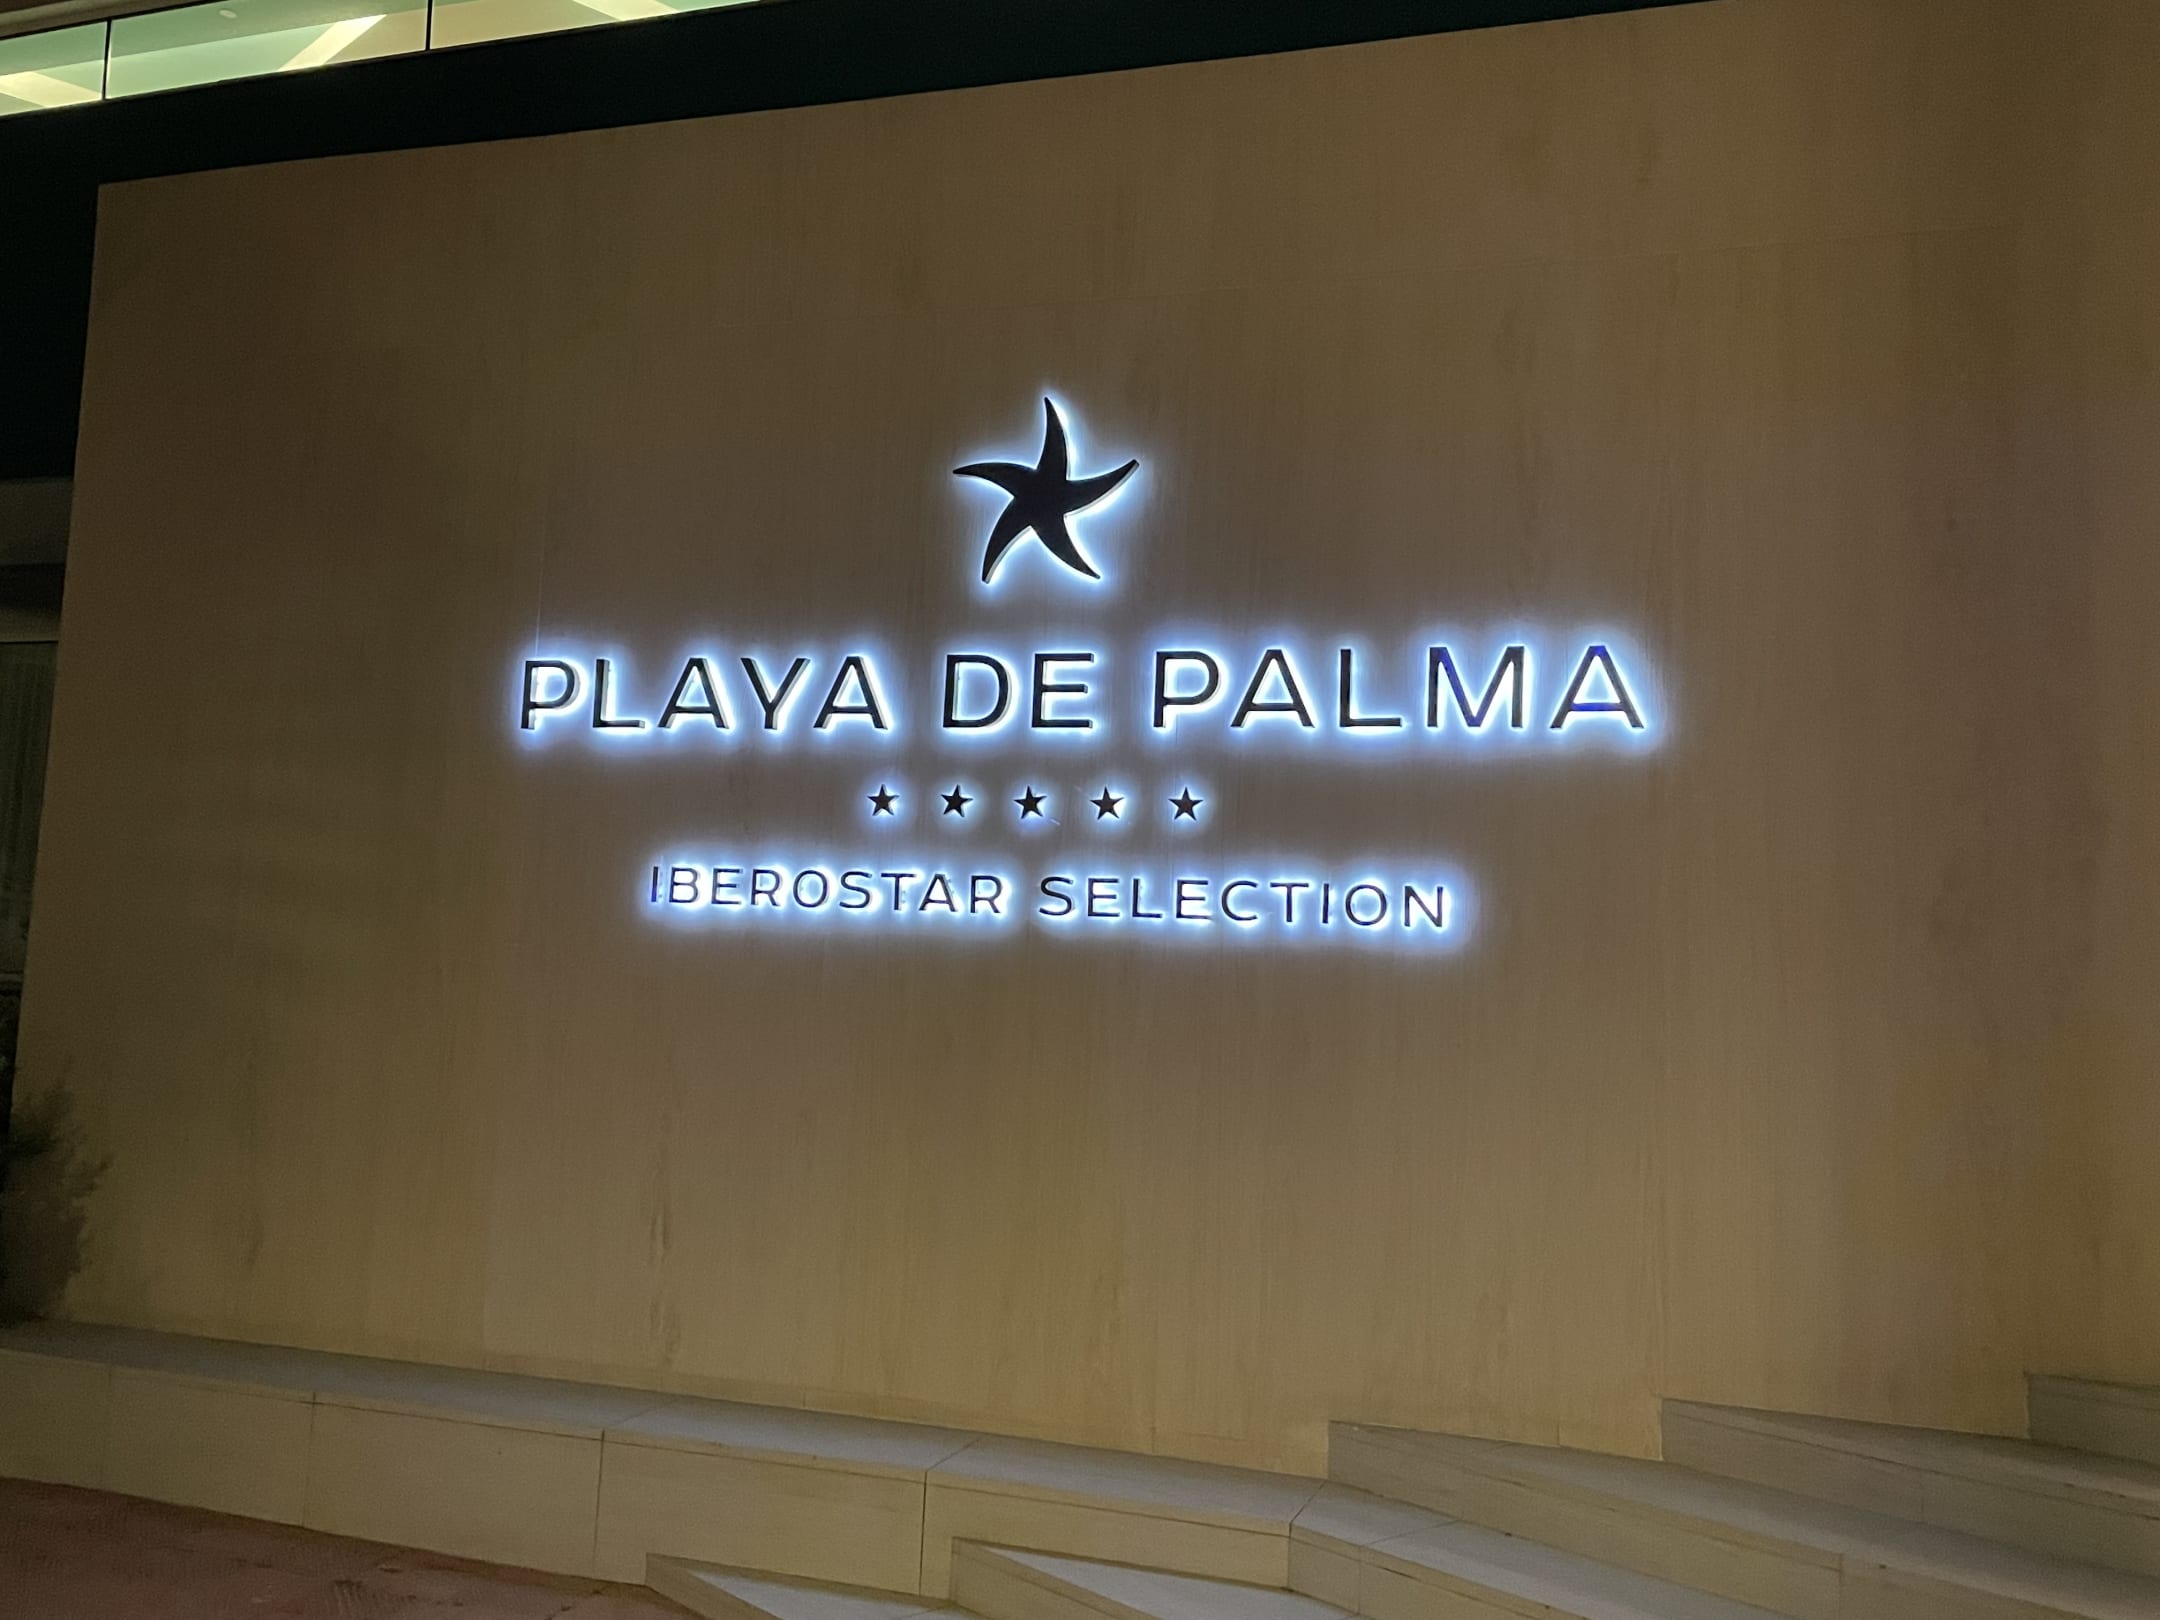 PLAYA DE PALMA
★ ★ ★ ★ ★
IBEROSTAR SELECTION